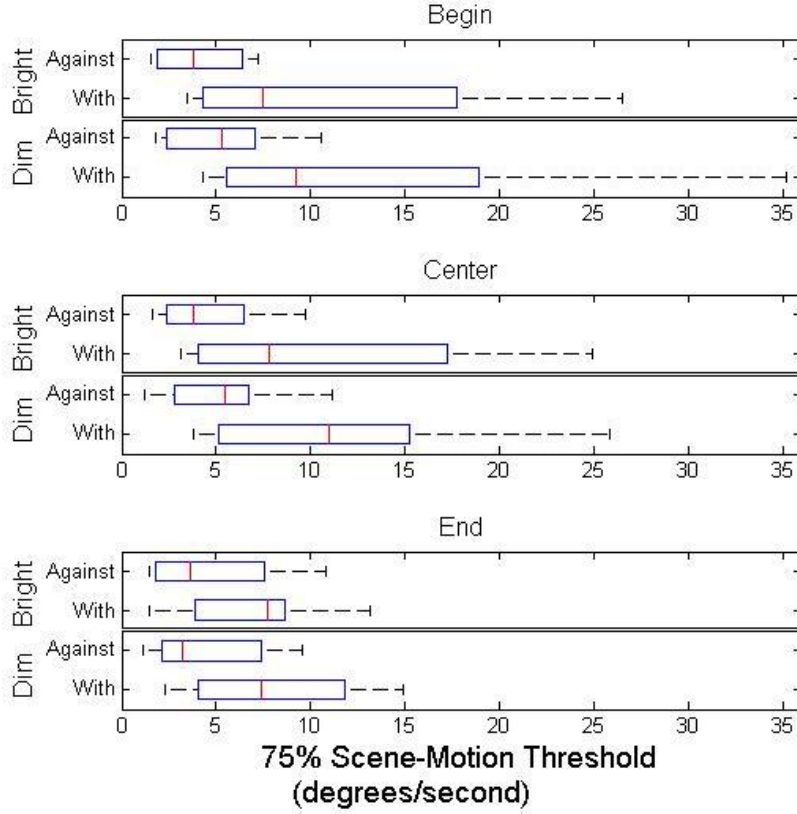 Begin
Bright
Against
With
Dim
Against
With
0 5 10 15 20 25 30 35
Center
Bright
Against
With
Dim
Against
With
0 5 10 15 20 25 30 35
End
Bright
Against
With
Dim
Against
With
0 5 10 15 20 25 30 35
75% Scene-Motion Threshold
(degrees/second)